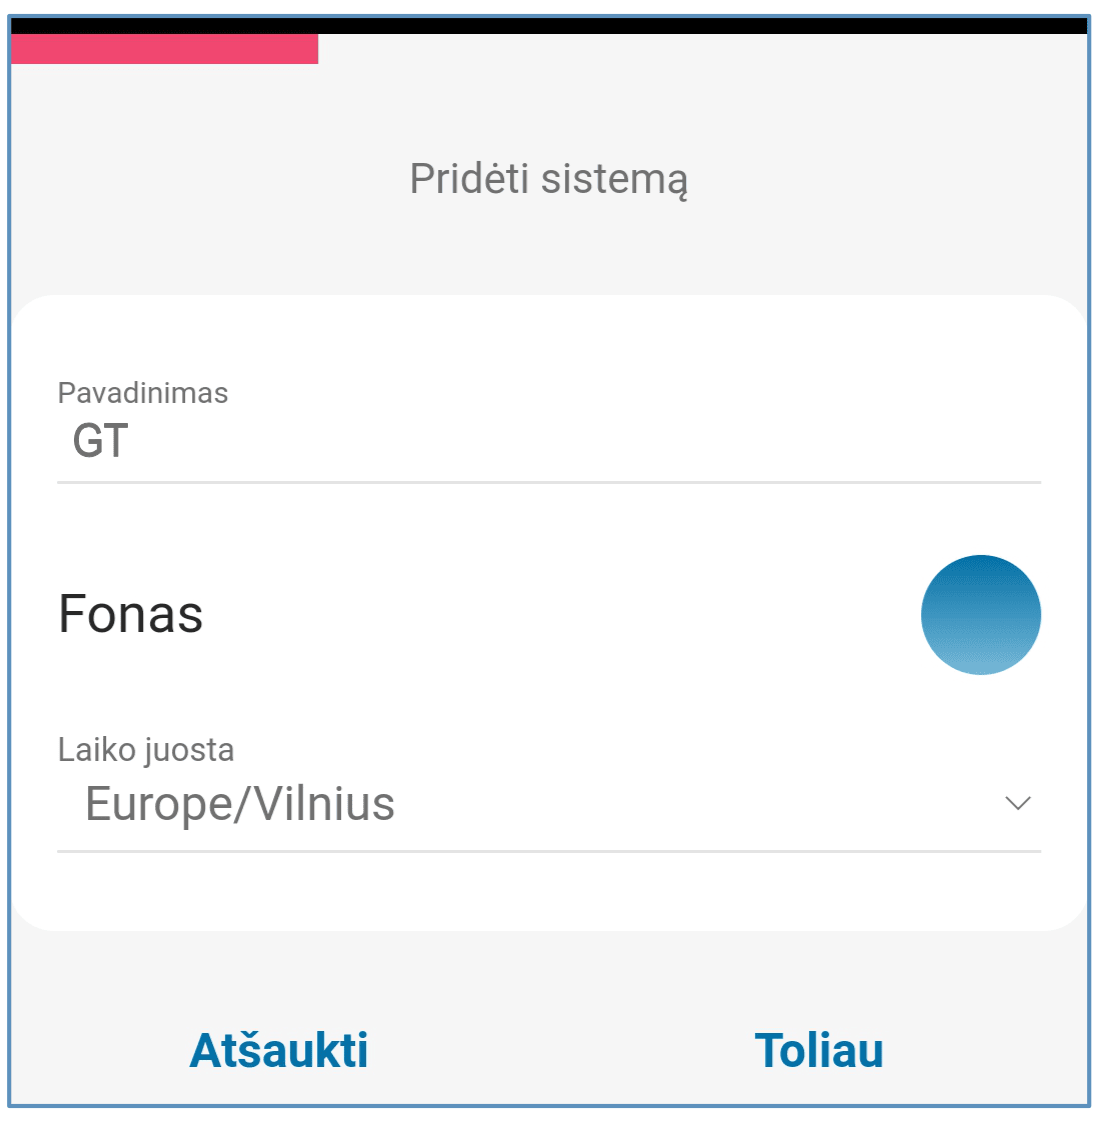 Pridėti sistemą
Pavadinimas
GT
Fonas
Laiko juosta
Europe/Vilnius
Atšaukti
Toliau